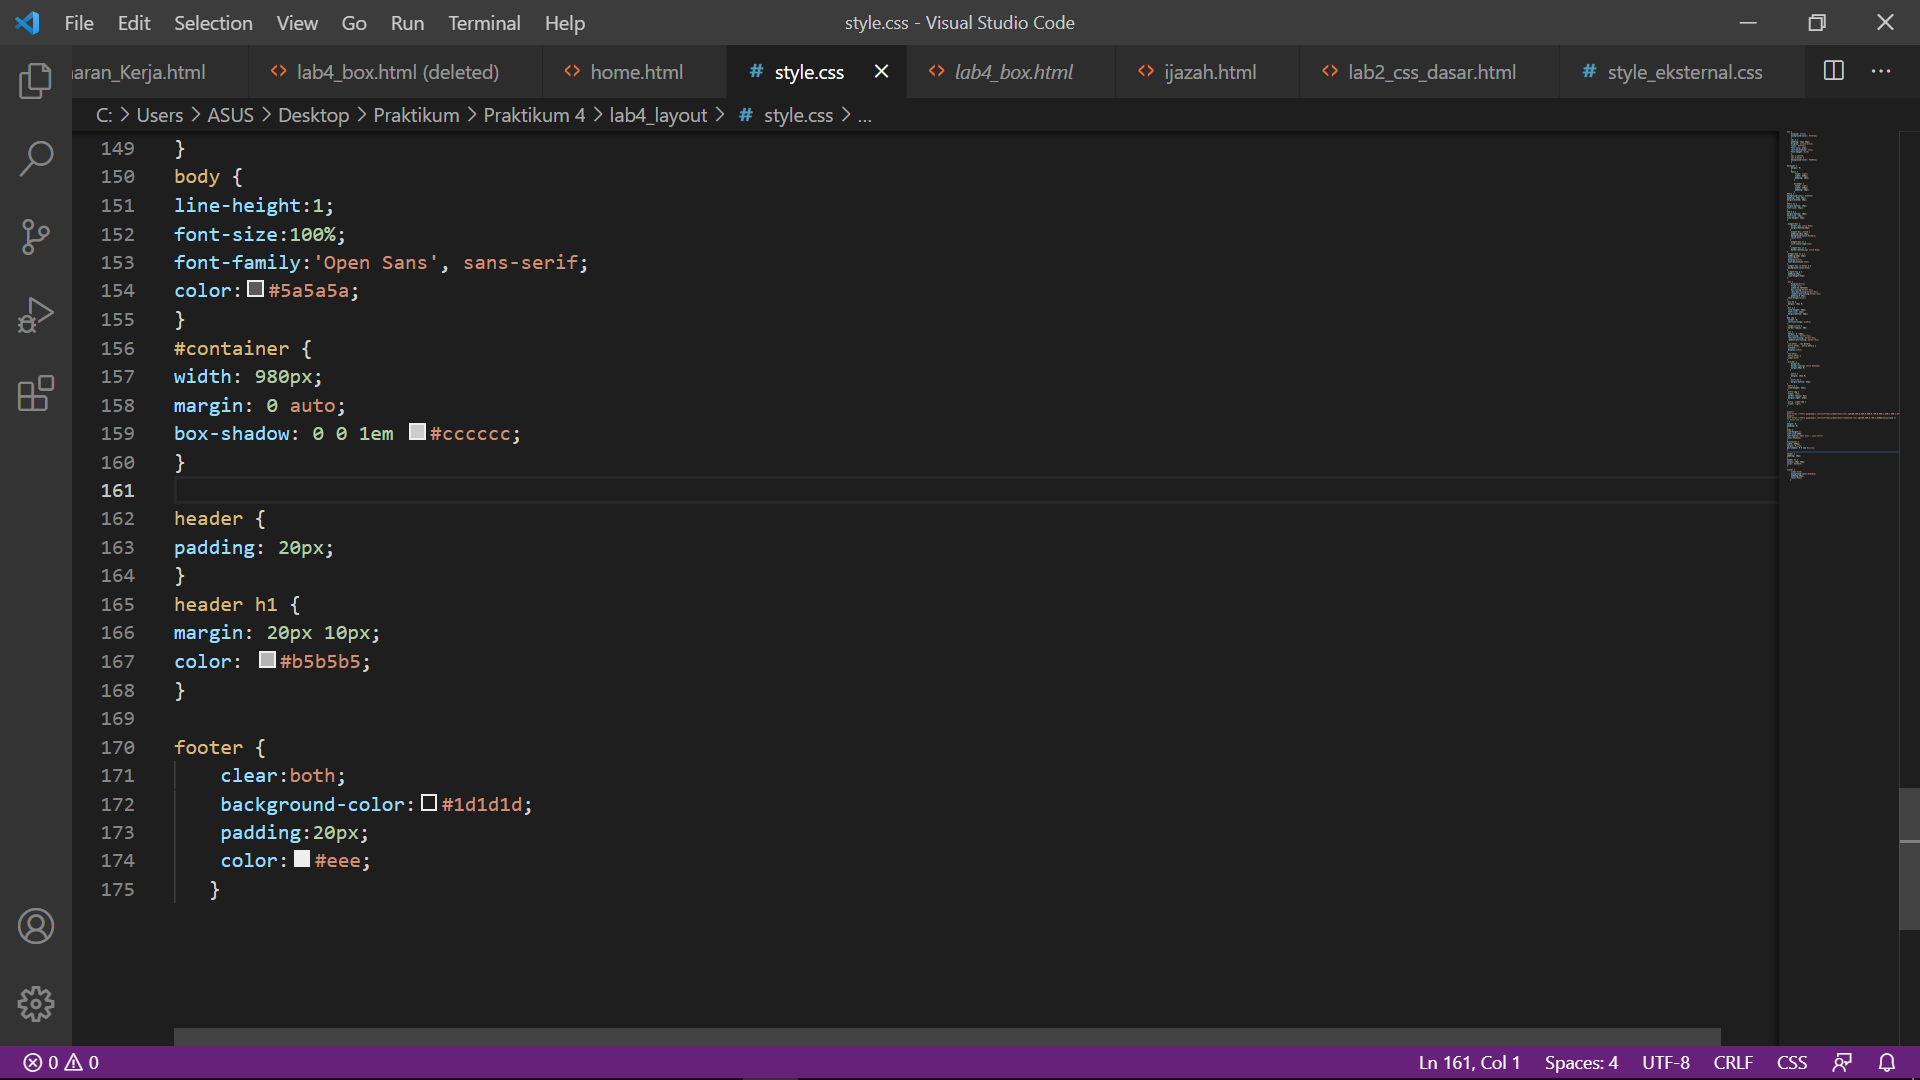 File Edit Selection View Go Run Terminal Help style.css - Visual Studio Code
aran_Kerja.html lab4_box.html (deleted) home.html # style.css lab4_box.html ijazah.html lab2_css_dasar.html # style_eksternal.css ...
C: > Users > ASUS > Desktop > Praktikum > Praktikum 4 > lab4_layout > # style.css > ...
149 }
150 body {
151 line-height:1;
152 font-size:100%;
153 font-family:'Open Sans', sans-serif;
154 color:#5a5a5a;
155 }
156 #container {
157 width: 980px;
158 margin: 0 auto;
159 box-shadow: 0 0 1em #cccccc;
160 }
161
162 header {
163 padding: 20px;
164 }
165 header h1 {
166 margin: 20px 10px;
167 color: #b5b5b5;
168 }
169
170 footer {
171     clear:both;
172     background-color:#1d1d1d;
173     padding:20px;
174     color:#eee;
175    }
0 0 Ln 161, Col 1 Spaces: 4 UTF-8 CRLF CSS